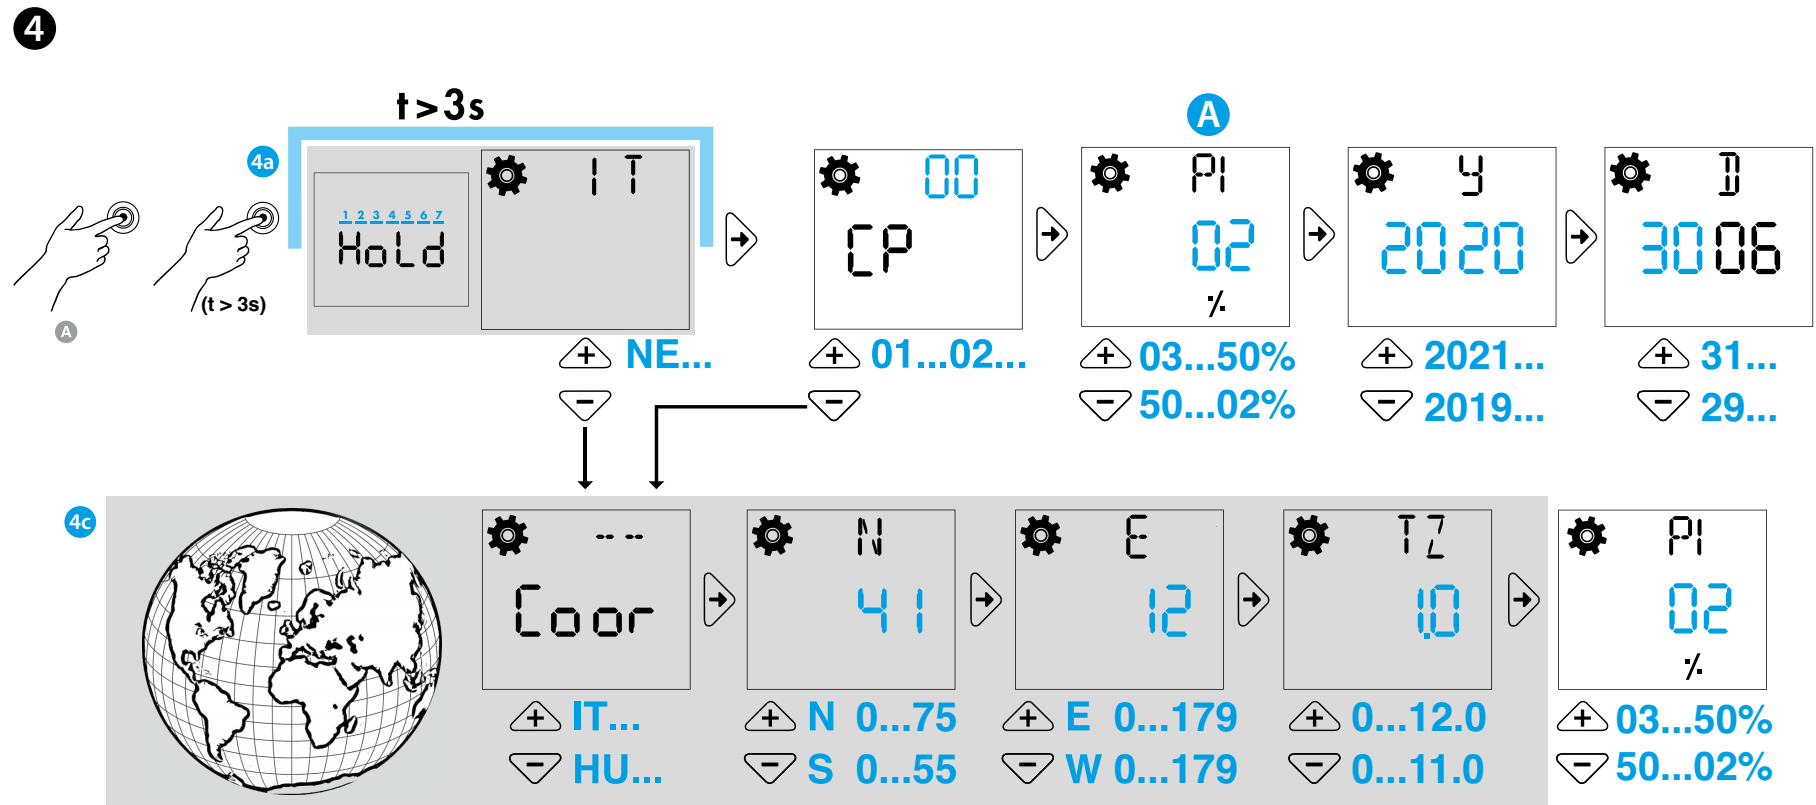 4
t > 3s
A
4a
1 2 3 4 5 6 7
HoLd
IT
00
CP
PI
02
%
Y
2020
D
3006
(t > 3s)
A
+ NE...
+ 01...02...
+ 03...50%
+ 2021...
+ 31...
−
−
− 50...02%
− 2019...
− 29...
4c
--
Coor
N
41
E
12
TZ
1.0
PI
02
%
+ IT...
+ N 0...75
+ E 0...179
+ 0...12.0
+ 03...50%
− HU...
− S 0...55
− W 0...179
− 0...11.0
− 50...02%